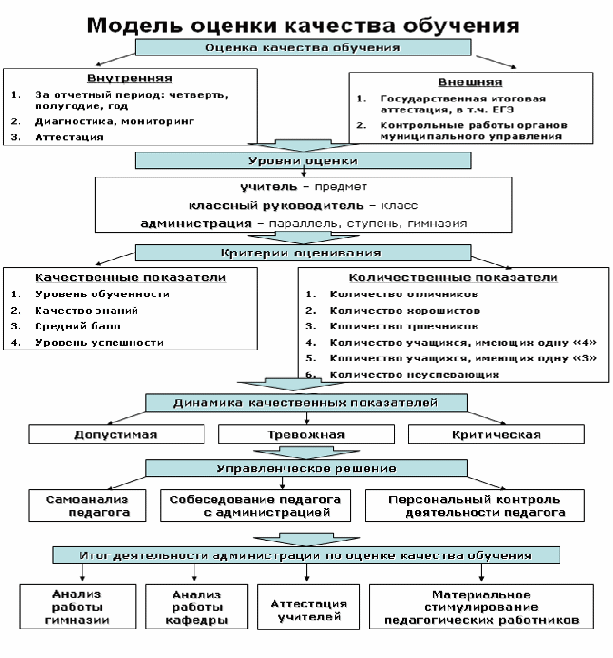 Модель оценки качества обучения
Оценка качества обучения
Внутренняя
1. За отчетный период: четверть,
полугодие, год
2. Диагностика, мониторинг
3. Аттестация
Внешняя
1. Государственная итоговая
аттестация, в т.ч. ЕГЭ
2. Контрольные работы органов
муниципального управления
Уровни оценки
учитель – предмет
классный руководитель – класс
администрация – параллель, ступень, гимназия
Критерии оценивания
Качественные показатели
1. Уровень обученности
2. Качество знаний
3. Средний балл
4. Уровень успешности
Количественные показатели
1. Количество отличников
2. Количество хорошистов
3. Количество троечников
4. Количество учащихся, имеющих одну «4»
5. Количество учащихся, имеющих одну «3»
6. Количество неуспевающих
Динамика качественных показателей
Допустимая
Тревожная
Критическая
Управленческое решение
Самоанализ
педагога
Собеседование педагога
с администрацией
Персональный контроль
деятельности педагога
Итог деятельности администрации по оценке качества обучения
Анализ
работы
гимназии
Анализ
работы
кафедры
Аттестация
учителей
Материальное
стимулирование
педагогических работников